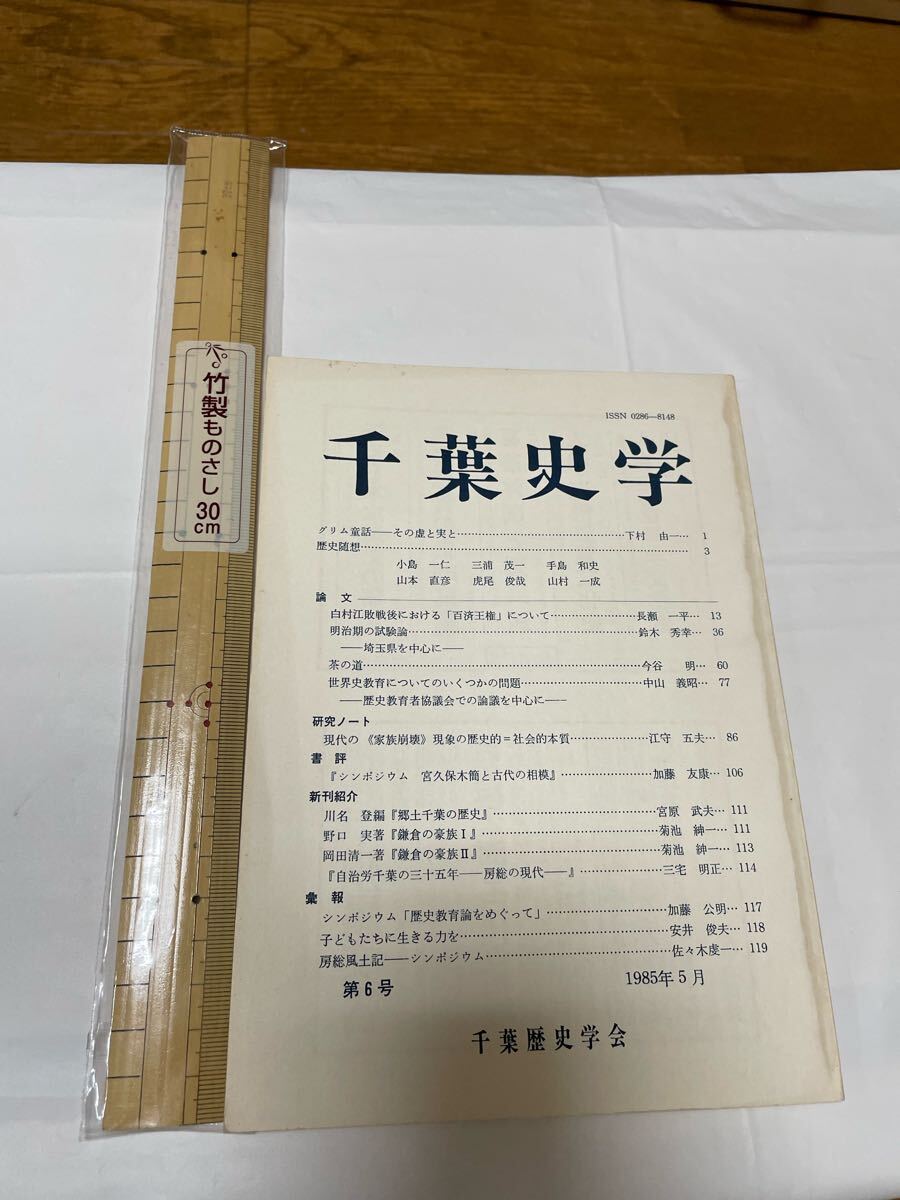 竹製ものさし 30cm
ISSN 0286—8148
千葉史学
グリム童話——その虚と実と…………下村 由一… 1
歴史随想………… 3
小島 一仁 三浦 茂一 手島 和史
山本 直彦 虎尾 俊哉 山村 一成
論文
白村江敗戦後における「百済王権」について…………長瀬 一平… 13
明治期の試験論…………鈴木 秀幸… 36
——埼玉県を中心に——
茶の道…………今谷 明… 60
世界史教育についてのいくつかの問題…………中山 義昭… 77
——歴史教育者協議会での論議を中心に——
研究ノート
現代の《家族崩壊》現象の歴史的=社会的本質…………江守 五夫… 86
書評
『シンポジウム 宮久保木簡と古代の相模』…………加藤 友康… 106
新刊紹介
川名 登編『郷土千葉の歴史』…………宮原 武夫… 111
野口 実著『鎌倉の豪族Ⅰ』…………菊池 紳一… 111
岡田清一著『鎌倉の豪族Ⅱ』…………菊池 紳一… 113
『自治労千葉の三十五年——房総の現代——』…………三宅 明正… 114
彙報
シンポジウム「歴史教育論をめぐって」…………加藤 公明… 117
子どもたちに生きる力を…………安井 俊夫… 118
房総風土記——シンポジウム…………佐々木虔一… 119
第6号 1985年5月
千葉歴史学会